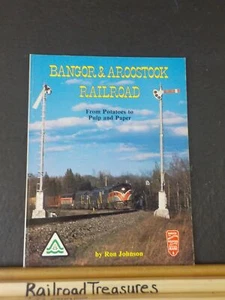 BANGOR & AROOSTOOK
RAILROAD
From Potatoes to
Pulp and Paper
by Ron Johnson
RailroadTreasures